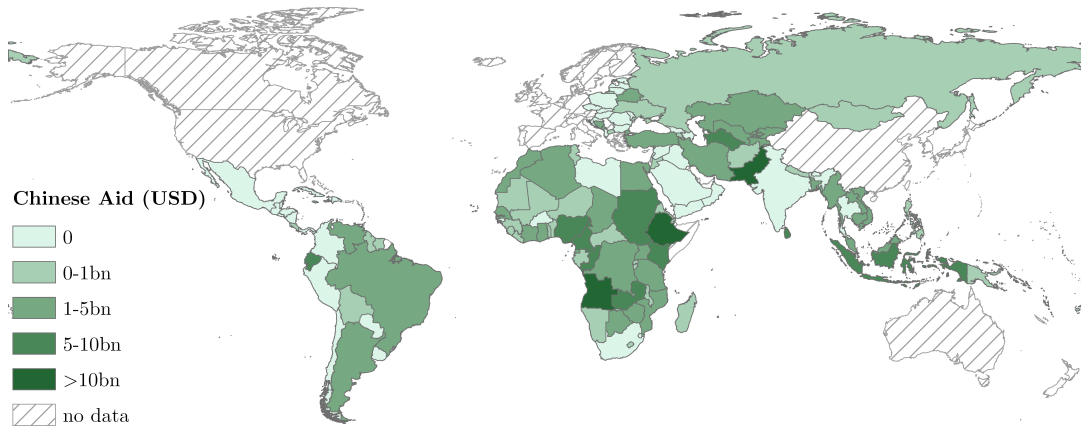 Chinese Aid (USD)
0
0-1bn
1-5bn
5-10bn
>10bn
no data